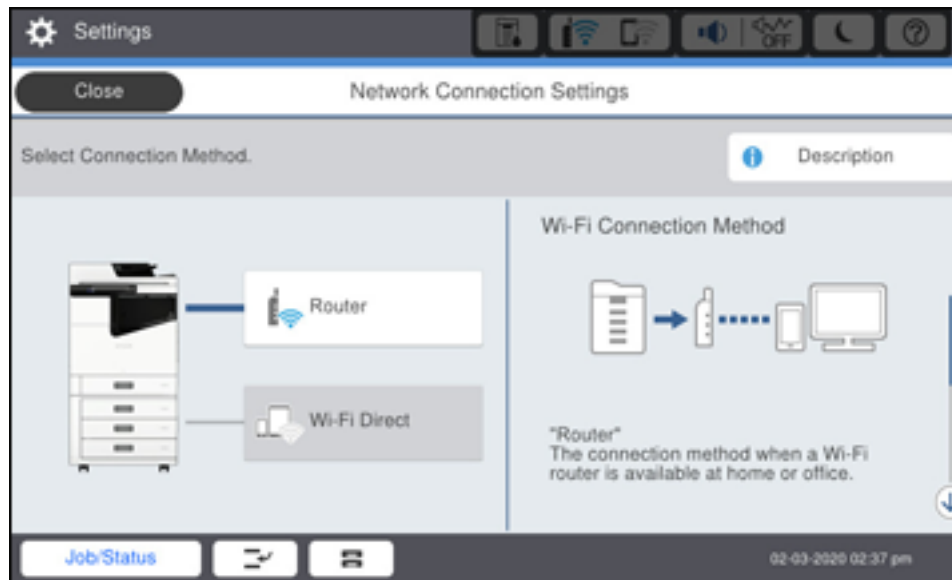 Settings
OFF
Close
Network Connection Settings
Select Connection Method.
Description
Wi-Fi Connection Method
Router
Wi-Fi Direct
"Router"
The connection method when a Wi-Fi
router is available at home or office.
Job/Status
02-03-2020 02:37 pm